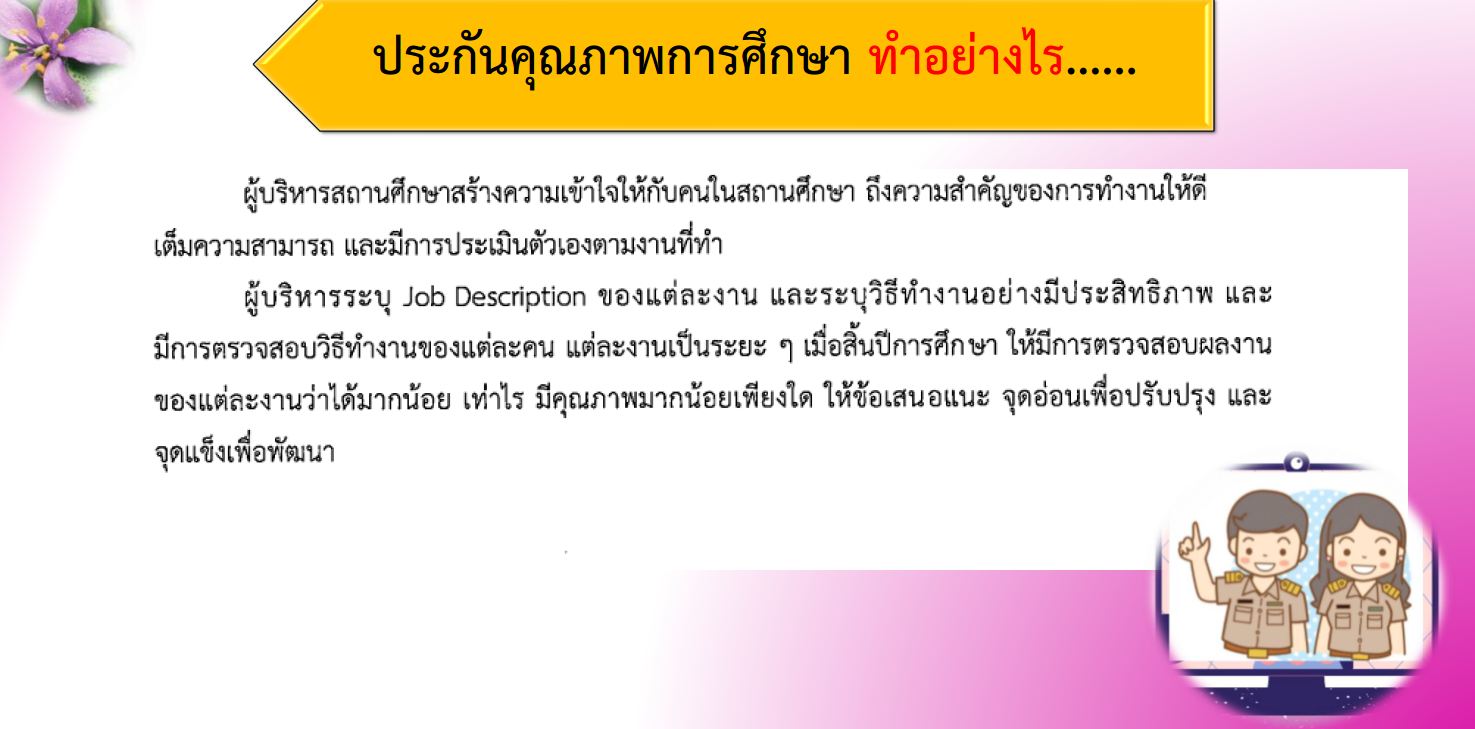 ประกันคุณภาพการศึกษา ทำอย่างไร......
ผู้บริหารสถานศึกษาสร้างความเข้าใจให้กับคนในสถานศึกษา ถึงความสำคัญของการทำงานให้ดี
เต็มความสามารถ และมีการประเมินตัวเองตามงานที่ทำ
ผู้บริหารระบุ Job Description ของแต่ละงาน และระบุวิธีทำงานอย่างมีประสิทธิภาพ และ
มีการตรวจสอบวิธีทำงานของแต่ละคน แต่ละงานเป็นระยะ ๆ เมื่อสิ้นปีการศึกษา ให้มีการตรวจสอบผลงาน
ของแต่ละงานว่าได้มากน้อย เท่าไร มีคุณภาพมากน้อยเพียงใด ให้ข้อเสนอแนะ จุดอ่อนเพื่อปรับปรุง และ
จุดแข็งเพื่อพัฒนา